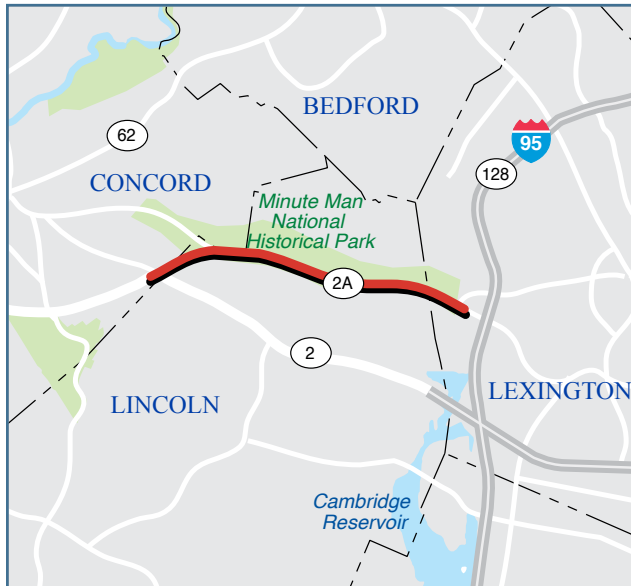 BEDFORD
62
95
128
CONCORD
Minute Man
National
Historical Park
2A
2
LINCOLN
LEXINGTON
Cambridge
Reservoir